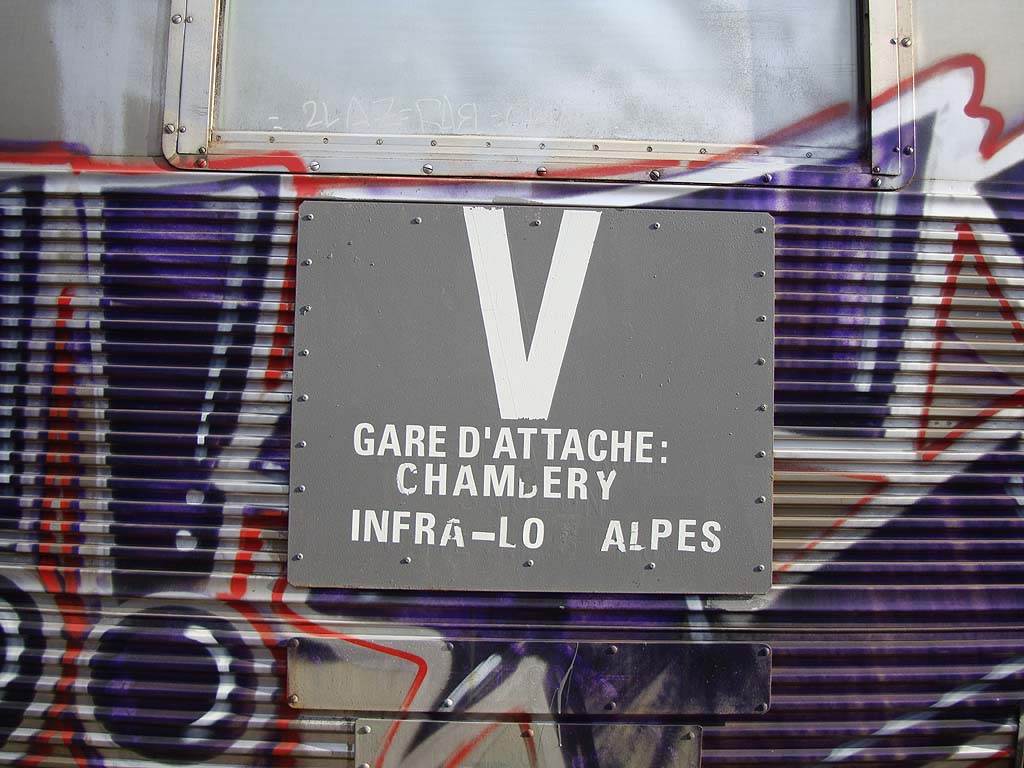 V
GARE D'ATTACHE:
CHAMBERY
INFRA-LO ALPES